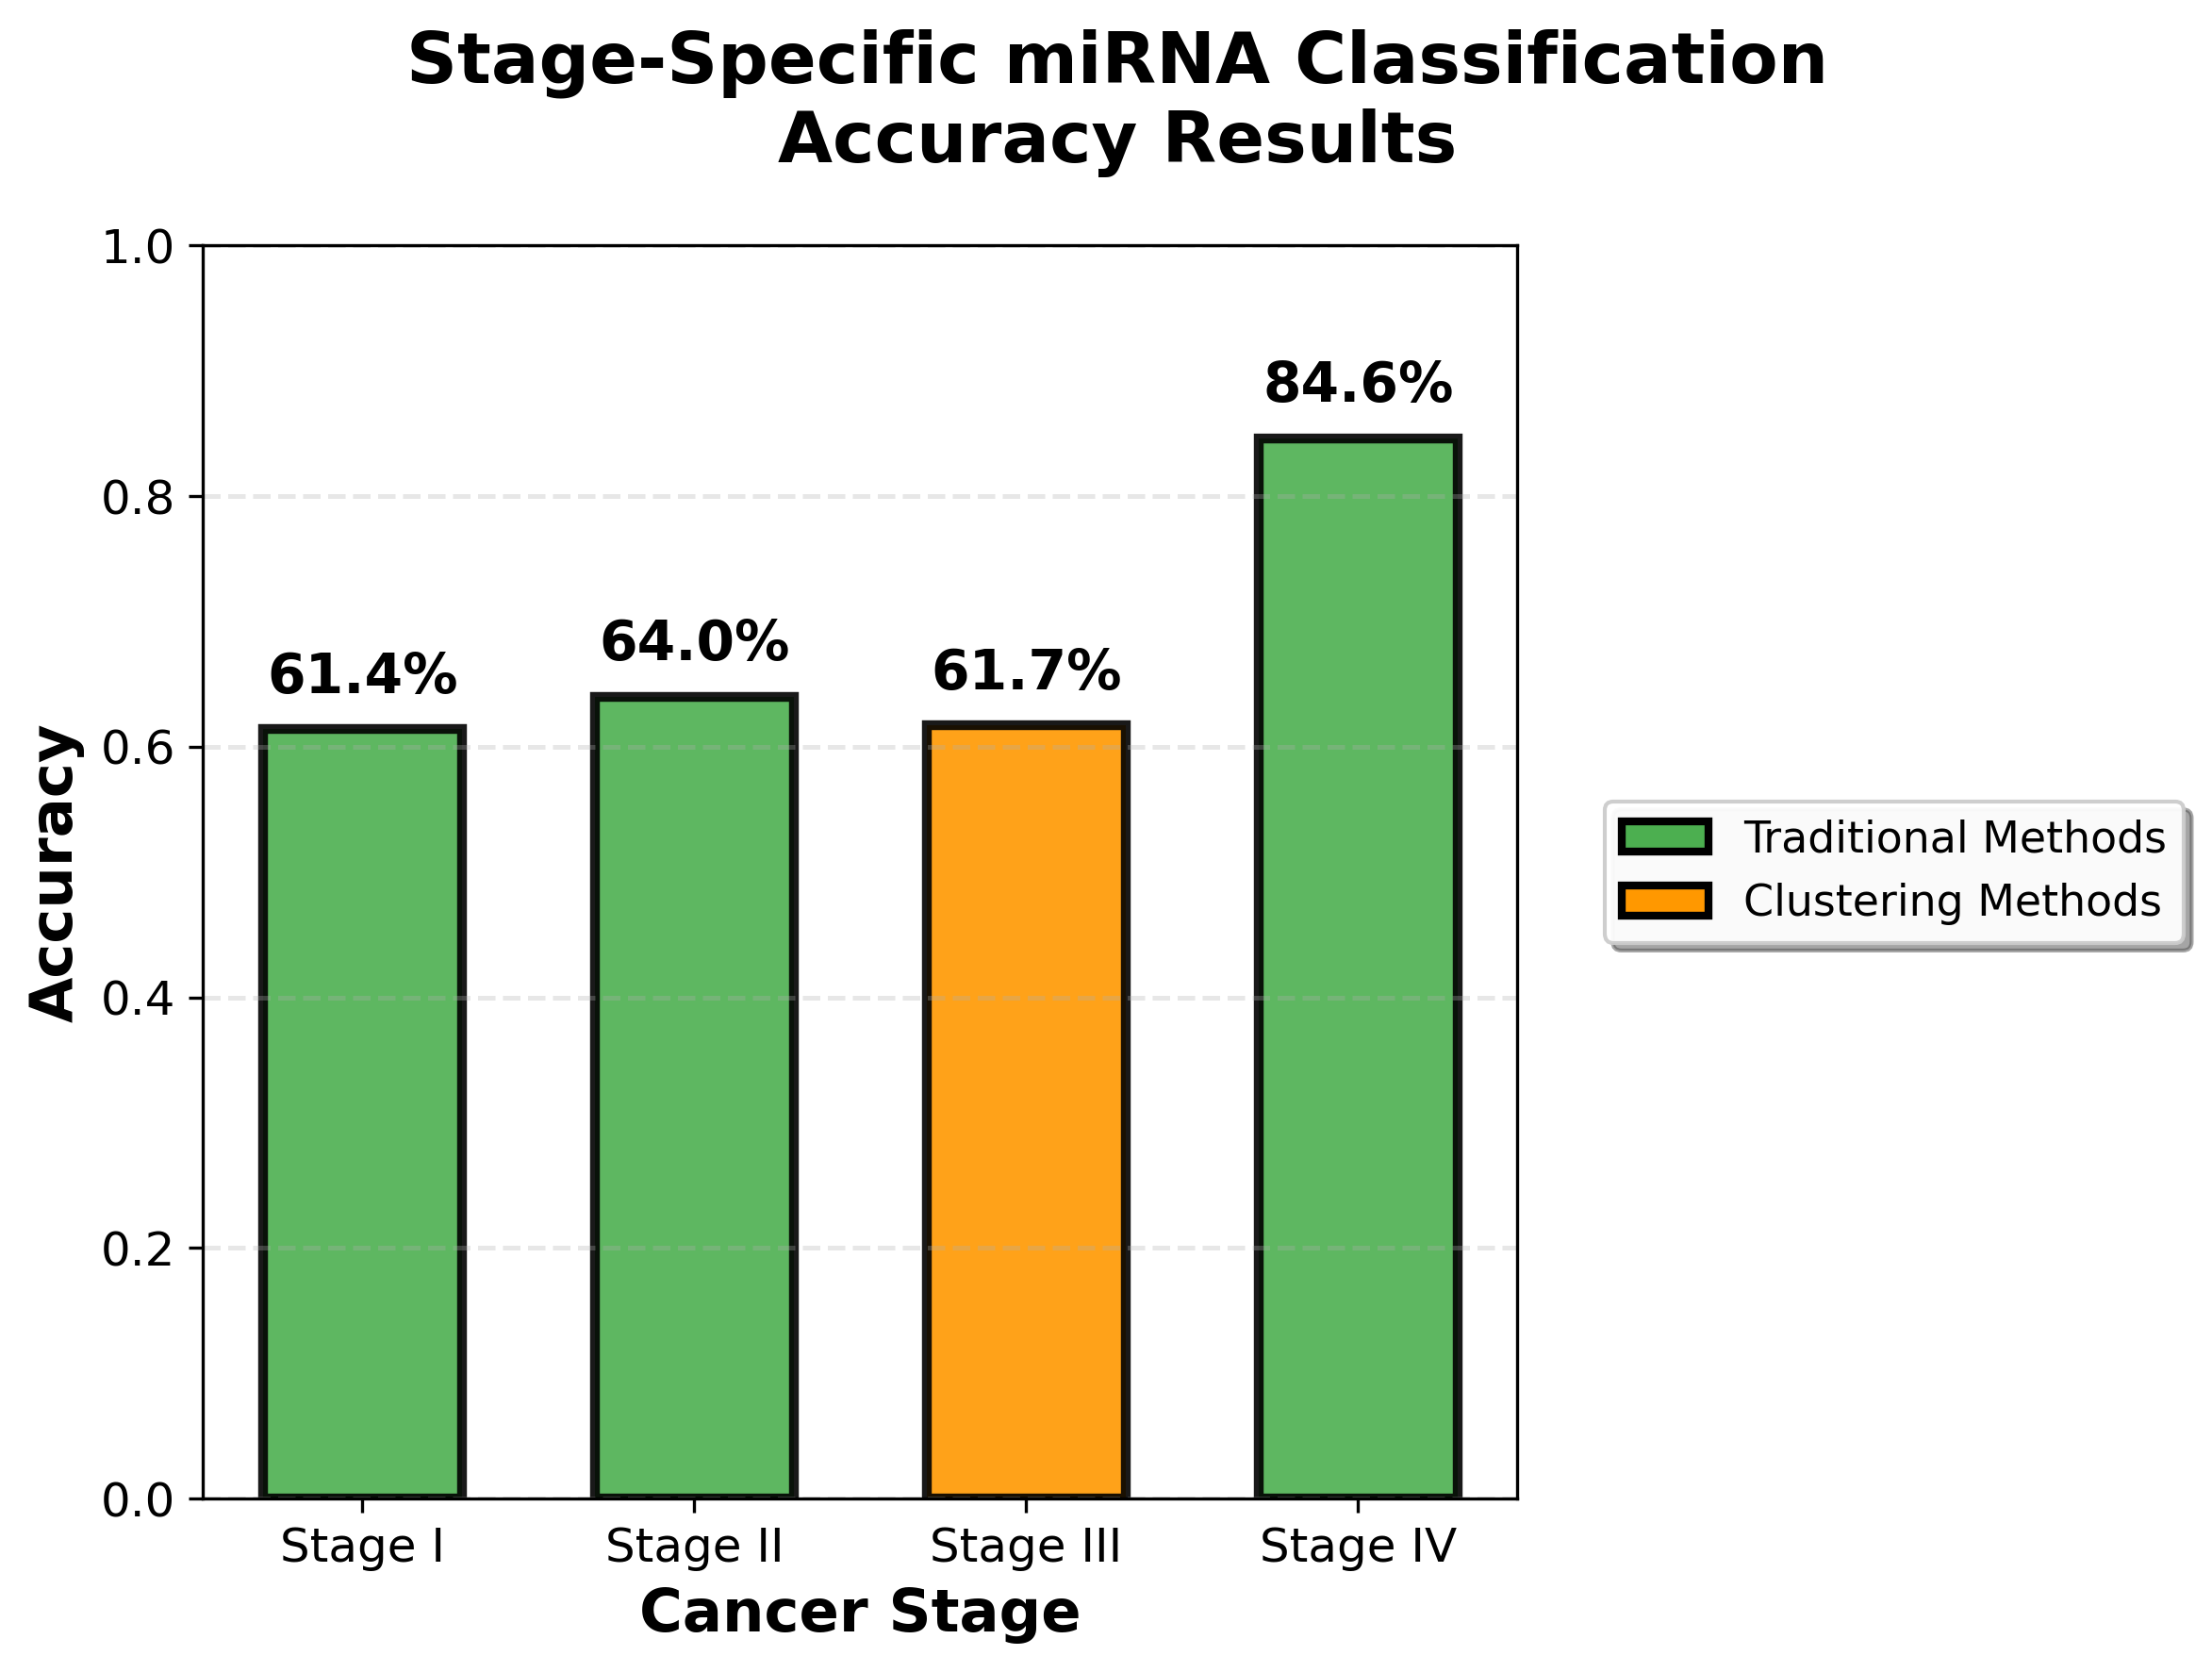 Stage-Specific miRNA Classification
Accuracy Results
1.0
0.8
0.6
0.4
0.2
0.0
Accuracy
61.4%
64.0%
61.7%
84.6%
Stage I
Stage II
Stage III
Stage IV
Cancer Stage
Traditional Methods
Clustering Methods